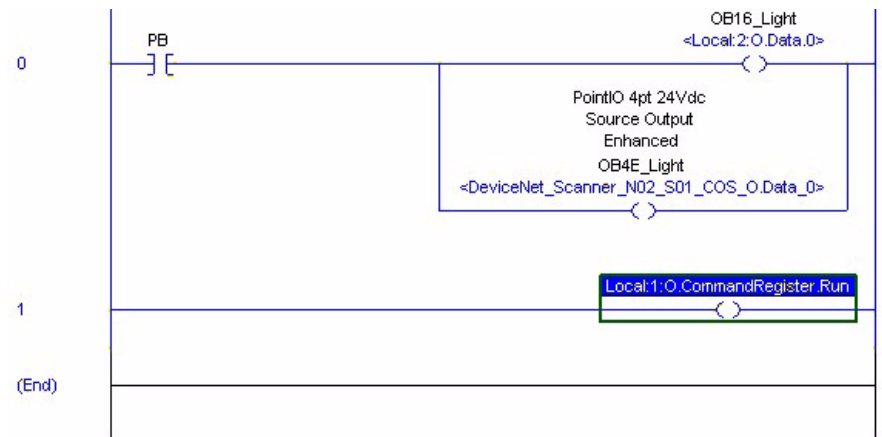 OB16_Light
PB
<Local:2:O.Data.0>
0
PointIO 4pt 24Vdc
Source Output
Enhanced
OB4E_Light
<DeviceNet_Scanner_N02_S01_COS_O.Data_0>
Local:1:O.CommandRegister.Run
1
(End)